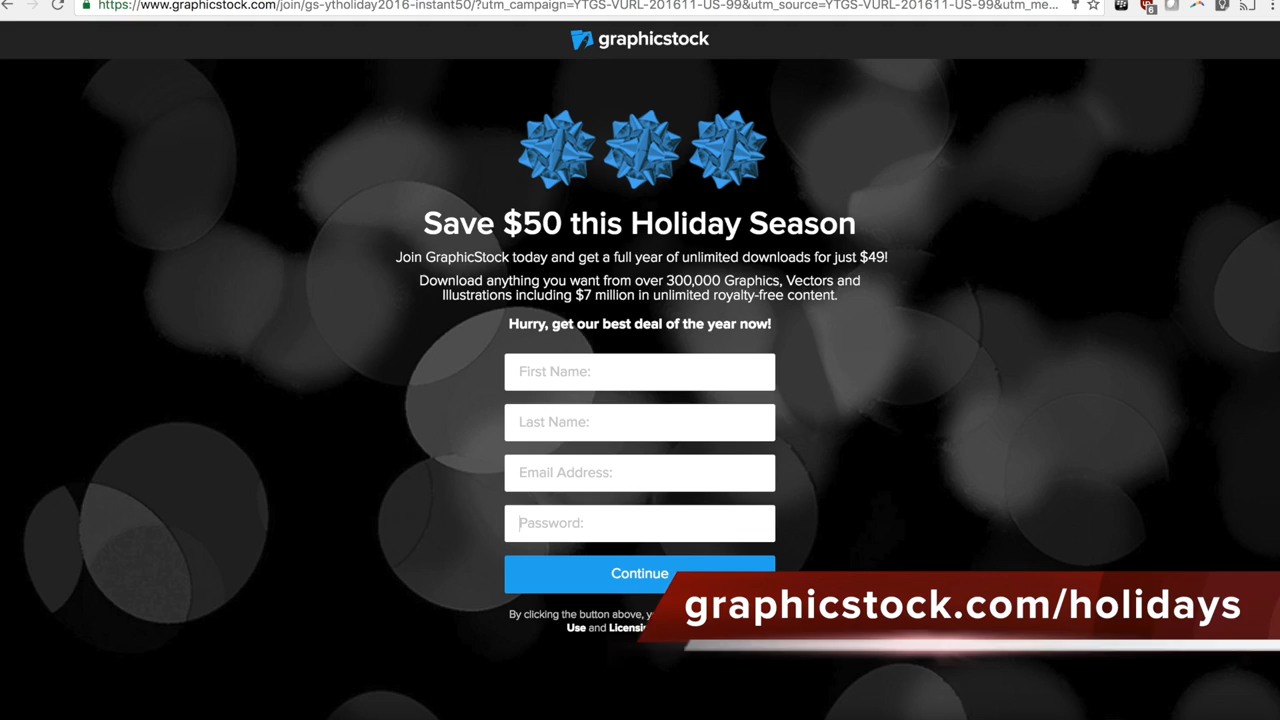 https://www.graphicstock.com/join/gs-ytholiday2016-instant50/?utm_campaign=YTGS-VURL-201611-US-99&utm_source=YTGS-VURL-201611-US-99&utm_me...
6
graphicstock
Save $50 this Holiday Season
Join GraphicStock today and get a full year of unlimited downloads for just $49!
Download anything you want from over 300,000 Graphics, Vectors and
Illustrations including $7 million in unlimited royalty-free content.
Hurry, get our best deal of the year now!
First Name:
Last Name:
Email Address:
Password:
Continue
By clicking the button above,
Use and
graphicstock.com/holidays